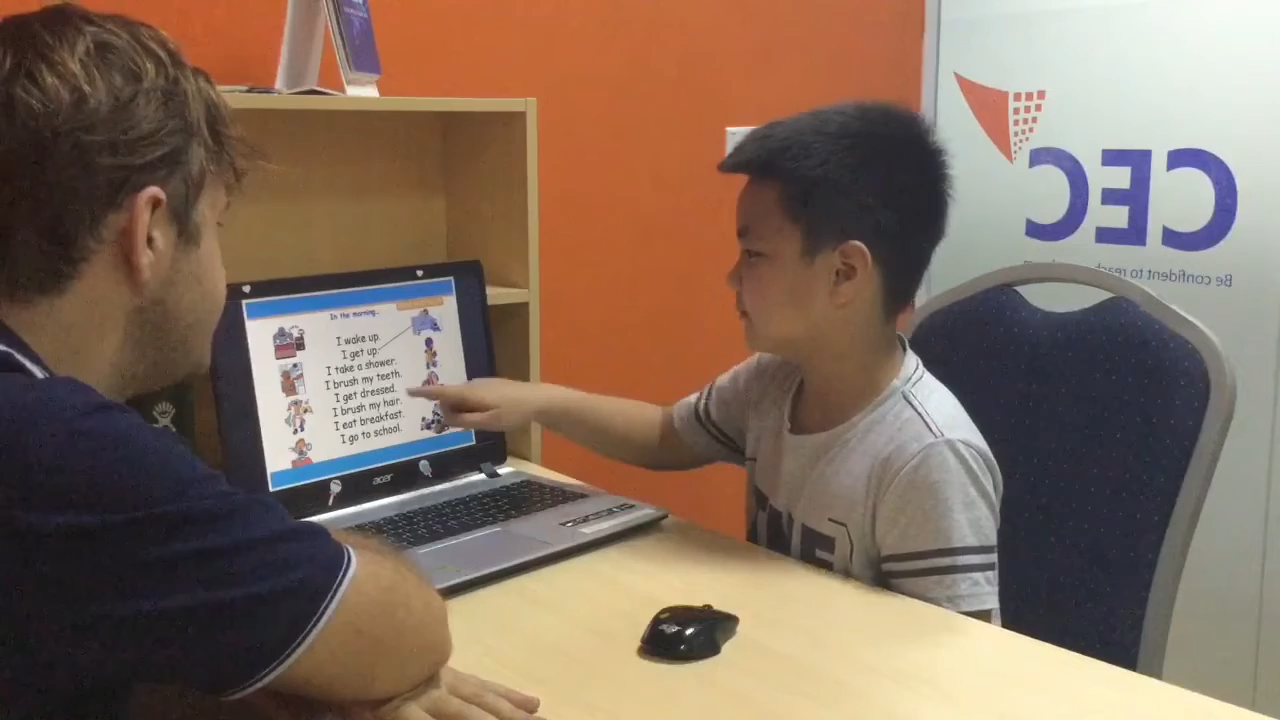 In the morning...
I wake up.
I get up.
I take a shower.
I brush my teeth.
I get dressed.
I brush my hair.
I eat breakfast.
I go to school.
acer
CEC
Be confident to reach